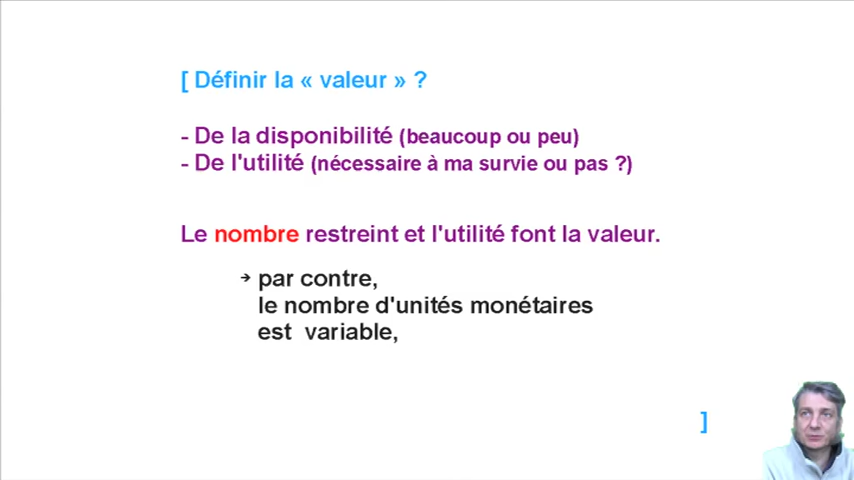 [ Définir la « valeur » ?
- De la disponibilité (beaucoup ou peu)
- De l'utilité (nécessaire à ma survie ou pas ?)
Le nombre restreint et l'utilité font la valeur.
➔ par contre,
le nombre d'unités monétaires
est variable,
]